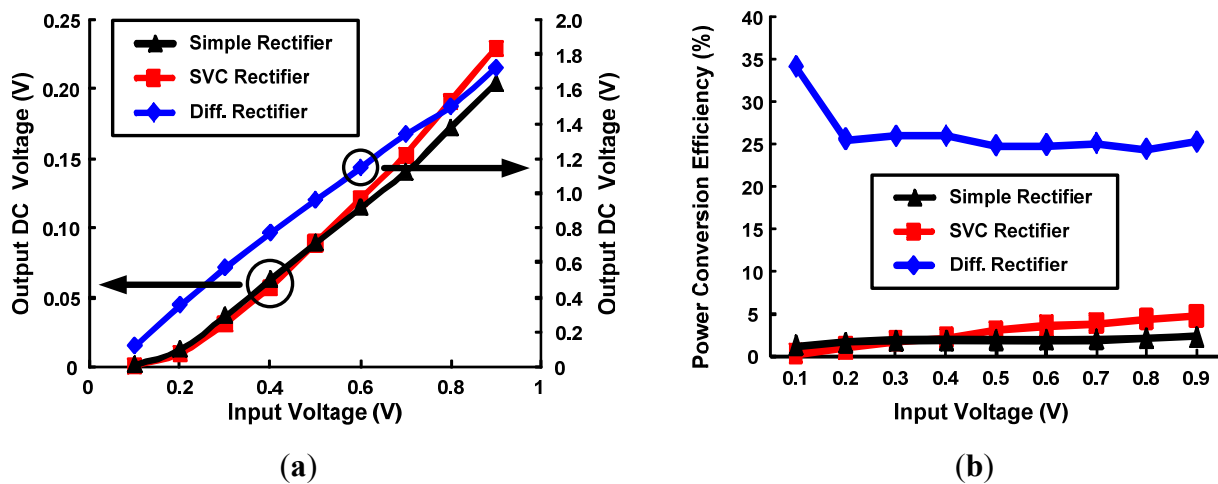 Output DC Voltage (V)
0.25
0.20
0.15
0.10
0.05
0
Simple Rectifier
SVC Rectifier
Diff. Rectifier
2.0
1.8
1.6
1.4
1.2
1.0
0.8
0.6
0.4
0.2
0
Output DC Voltage (V)
0 0.2 0.4 0.6 0.8 1
Input Voltage (V)
(a)
Power Conversion Efficiency (%)
40
35
30
25
20
15
10
5
0
Simple Rectifier
SVC Rectifier
Diff. Rectifier
0.1 0.2 0.3 0.4 0.5 0.6 0.7 0.8 0.9
Input Voltage (V)
(b)